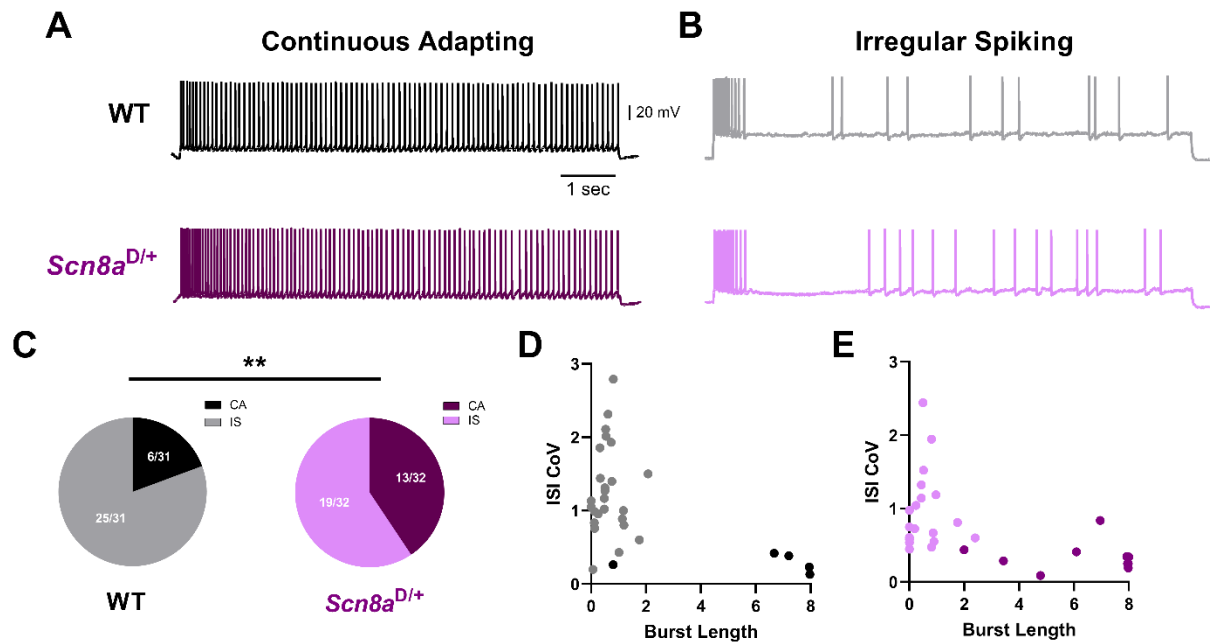 A
Continuous Adapting
B
Irregular Spiking
WT
20 mV
1 sec
Scn8aD/+
C
**
CA
IS
6/31
25/31
WT
CA
IS
13/32
19/32
Scn8aD/+
D
3
2
1
0
ISI CoV
0 2 4 6 8
Burst Length
E
3
2
1
0
ISI CoV
0 2 4 6 8
Burst Length